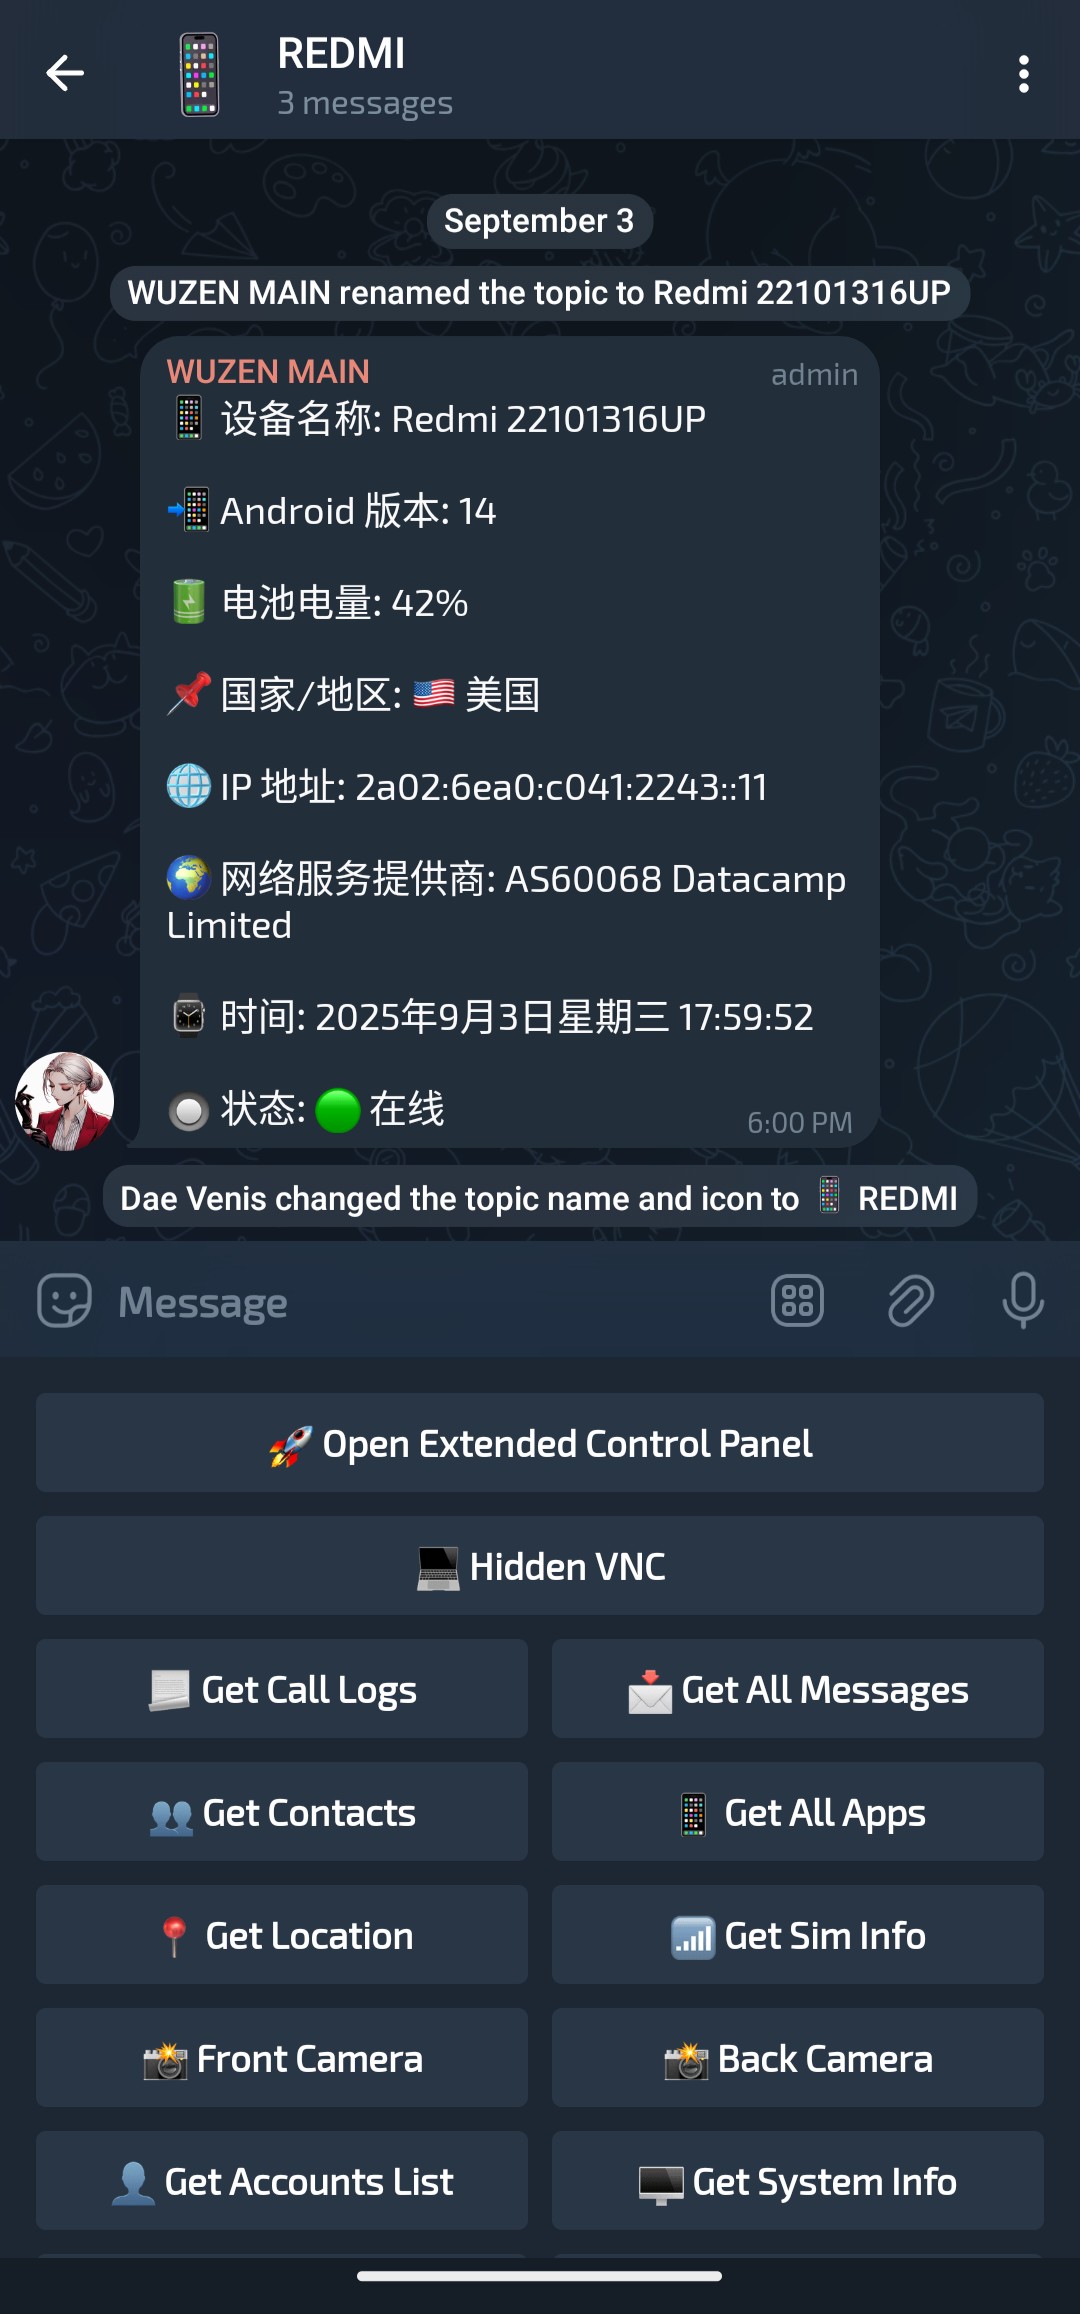 REDMI
3 messages
September 3
WUZEN MAIN renamed the topic to Redmi 22101316UP
WUZEN MAIN admin
设备名称: Redmi 22101316UP
Android 版本: 14
电池电量: 42%
国家/地区: 🇺🇸 美国
IP 地址: 2a02:6ea0:c041:2243::11
网络服务提供商: AS60068 Datacamp
Limited
时间: 2025年9月3日星期三 17:59:52
状态: 🟢 在线
6:00 PM
Dae Venis changed the topic name and icon to 📱 REDMI
Message
Open Extended Control Panel
Hidden VNC
Get Call Logs
Get All Messages
Get Contacts
Get All Apps
Get Location
Get Sim Info
Front Camera
Back Camera
Get Accounts List
Get System Info